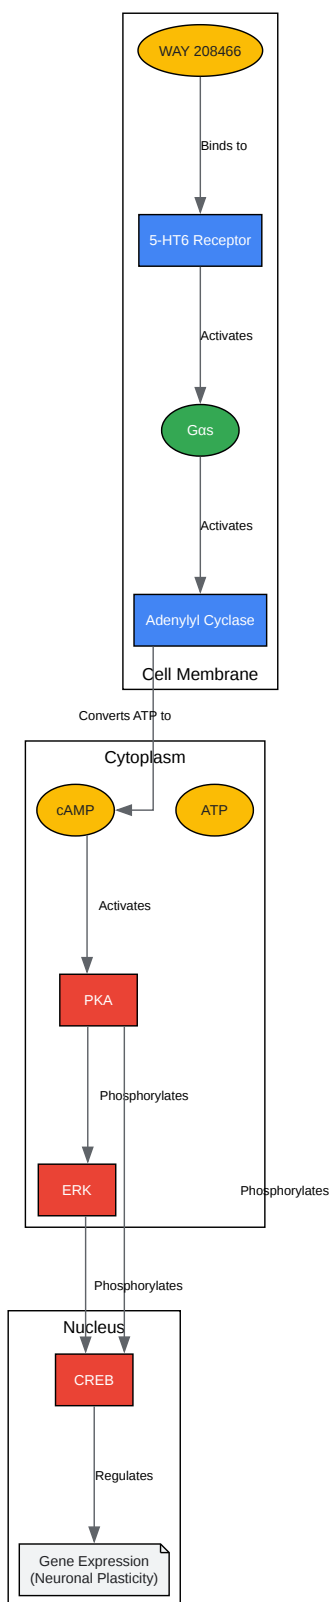 WAY 208466
Binds to
5-HT6 Receptor
Activates
Gαs
Activates
Adenylyl Cyclase
Cell Membrane
Converts ATP to
Cytoplasm
cAMP
ATP
Activates
PKA
Phosphorylates
ERK
Phosphorylates
Phosphorylates
Nucleus
CREB
Regulates
Gene Expression
(Neuronal Plasticity)